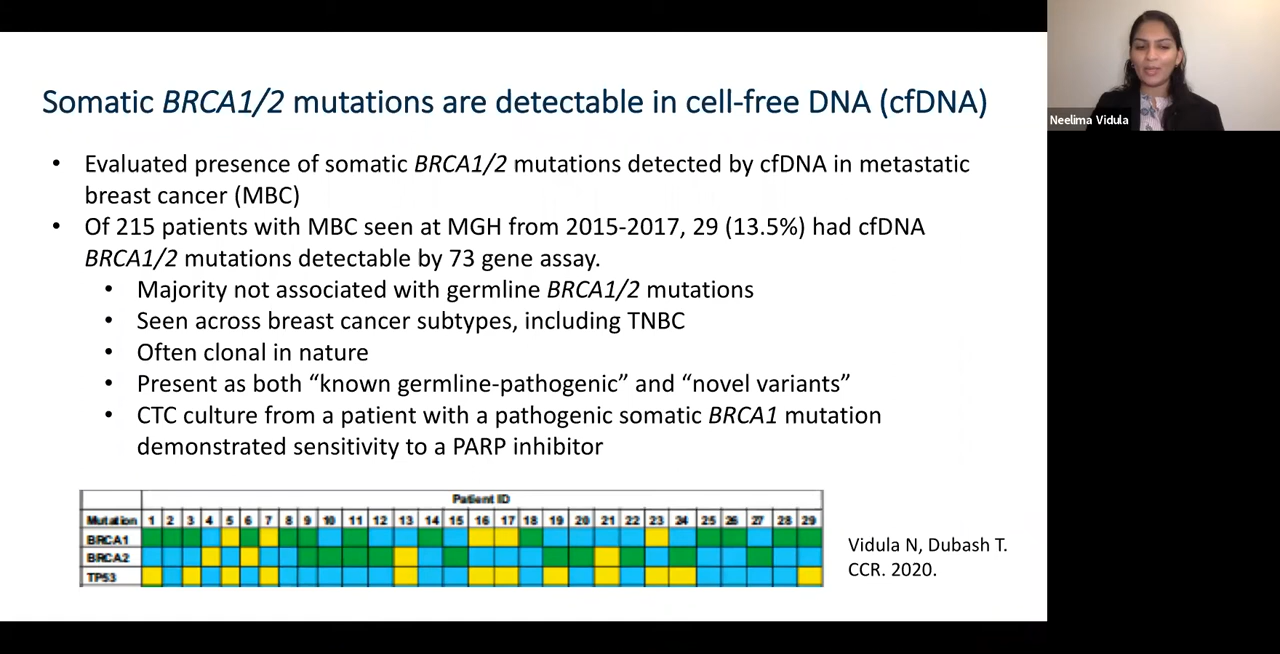 Somatic BRCA1/2 mutations are detectable in cell-free DNA (cfDNA)
Neelima Vidula
• Evaluated presence of somatic BRCA1/2 mutations detected by cfDNA in metastatic
breast cancer (MBC)
• Of 215 patients with MBC seen at MGH from 2015-2017, 29 (13.5%) had cfDNA
BRCA1/2 mutations detectable by 73 gene assay.
• Majority not associated with germline BRCA1/2 mutations
• Seen across breast cancer subtypes, including TNBC
• Often clonal in nature
• Present as both “known germline-pathogenic” and “novel variants”
• CTC culture from a patient with a pathogenic somatic BRCA1 mutation
demonstrated sensitivity to a PARP inhibitor
Patient ID
Mutation 1 2 3 4 5 6 7 8 9 10 11 12 13 14 15 16 17 18 19 20 21 22 23 24 25 26 27 28 29
BRCA1
BRCA2
TP53
Vidula N, Dubash T.
CCR. 2020.